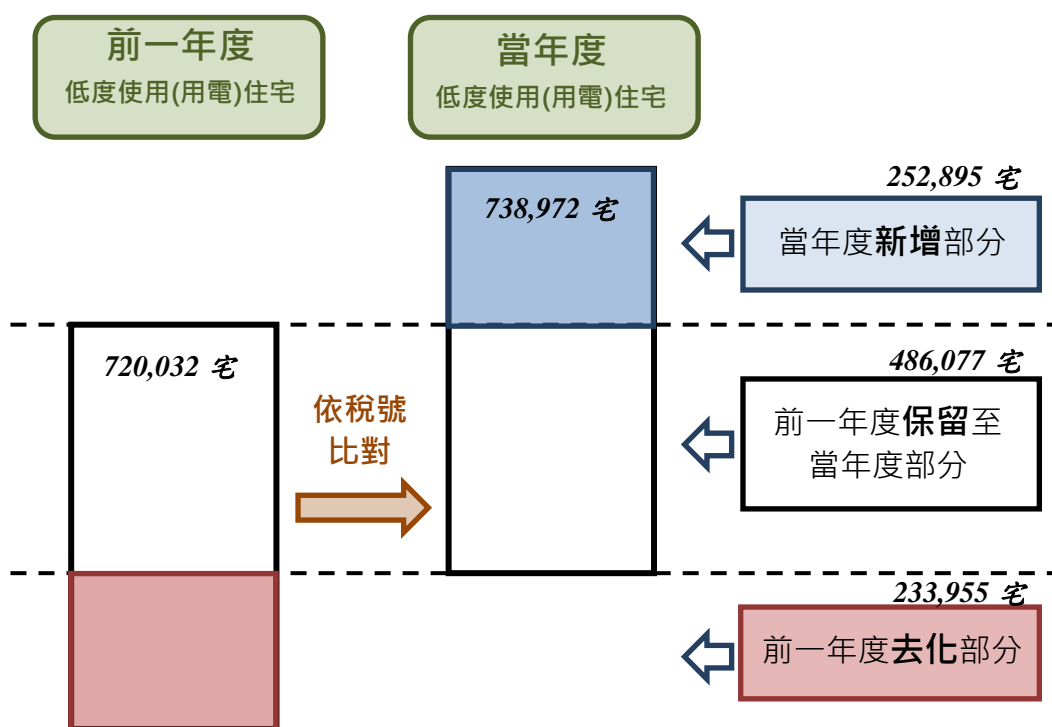 前一年度
低度使用(用電)住宅
當年度
低度使用(用電)住宅
252,895 宅
738,972 宅
當年度新增部分
720,032 宅
486,077 宅
依稅號
比對
前一年度保留至
當年度部分
233,955 宅
前一年度去化部分